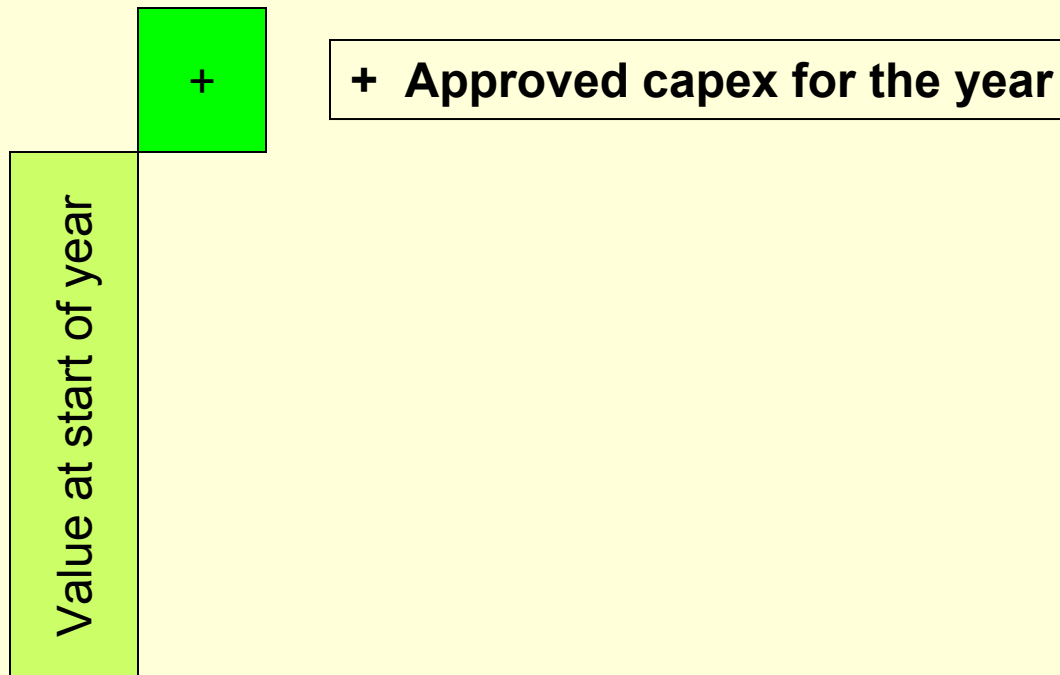 +
+ Approved capex for the year
Value at start of year